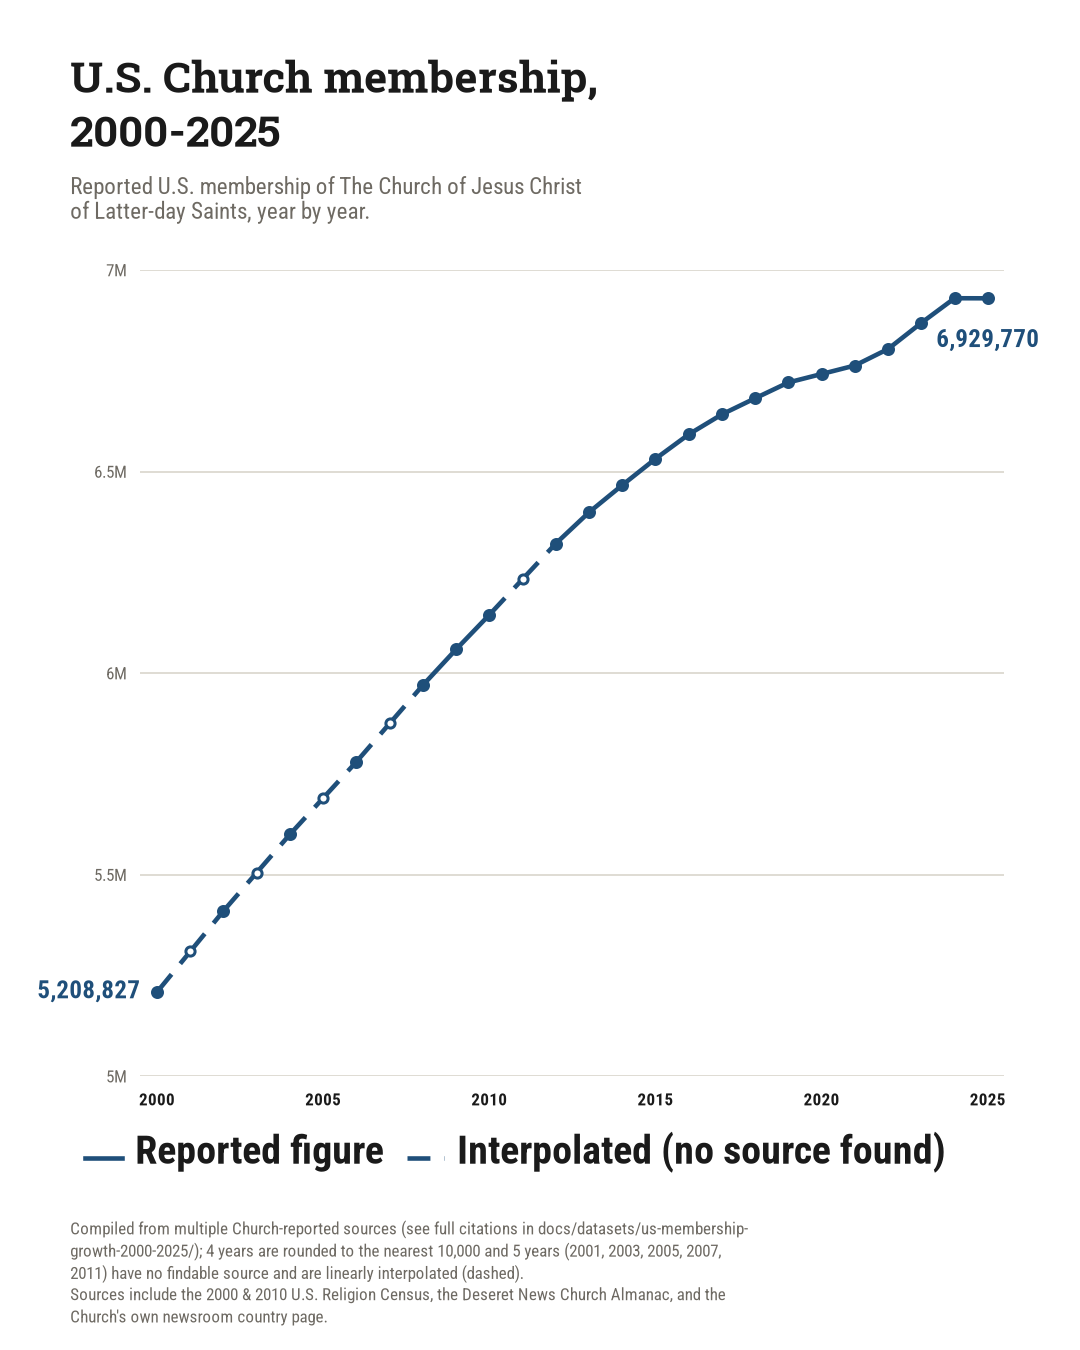 U.S. Church membership,
2000-2025
Reported U.S. membership of The Church of Jesus Christ
of Latter-day Saints, year by year.
7M
6,929,770
6.5M
6M
5.5M
5,208,827
5M
2000 2005 2010 2015 2020 2025
Reported figure Interpolated (no source found)
Compiled from multiple Church-reported sources (see full citations in docs/datasets/us-membership-
growth-2000-2025/); 4 years are rounded to the nearest 10,000 and 5 years (2001, 2003, 2005, 2007,
2011) have no findable source and are linearly interpolated (dashed).
Sources include the 2000 & 2010 U.S. Religion Census, the Deseret News Church Almanac, and the
Church's own newsroom country page.